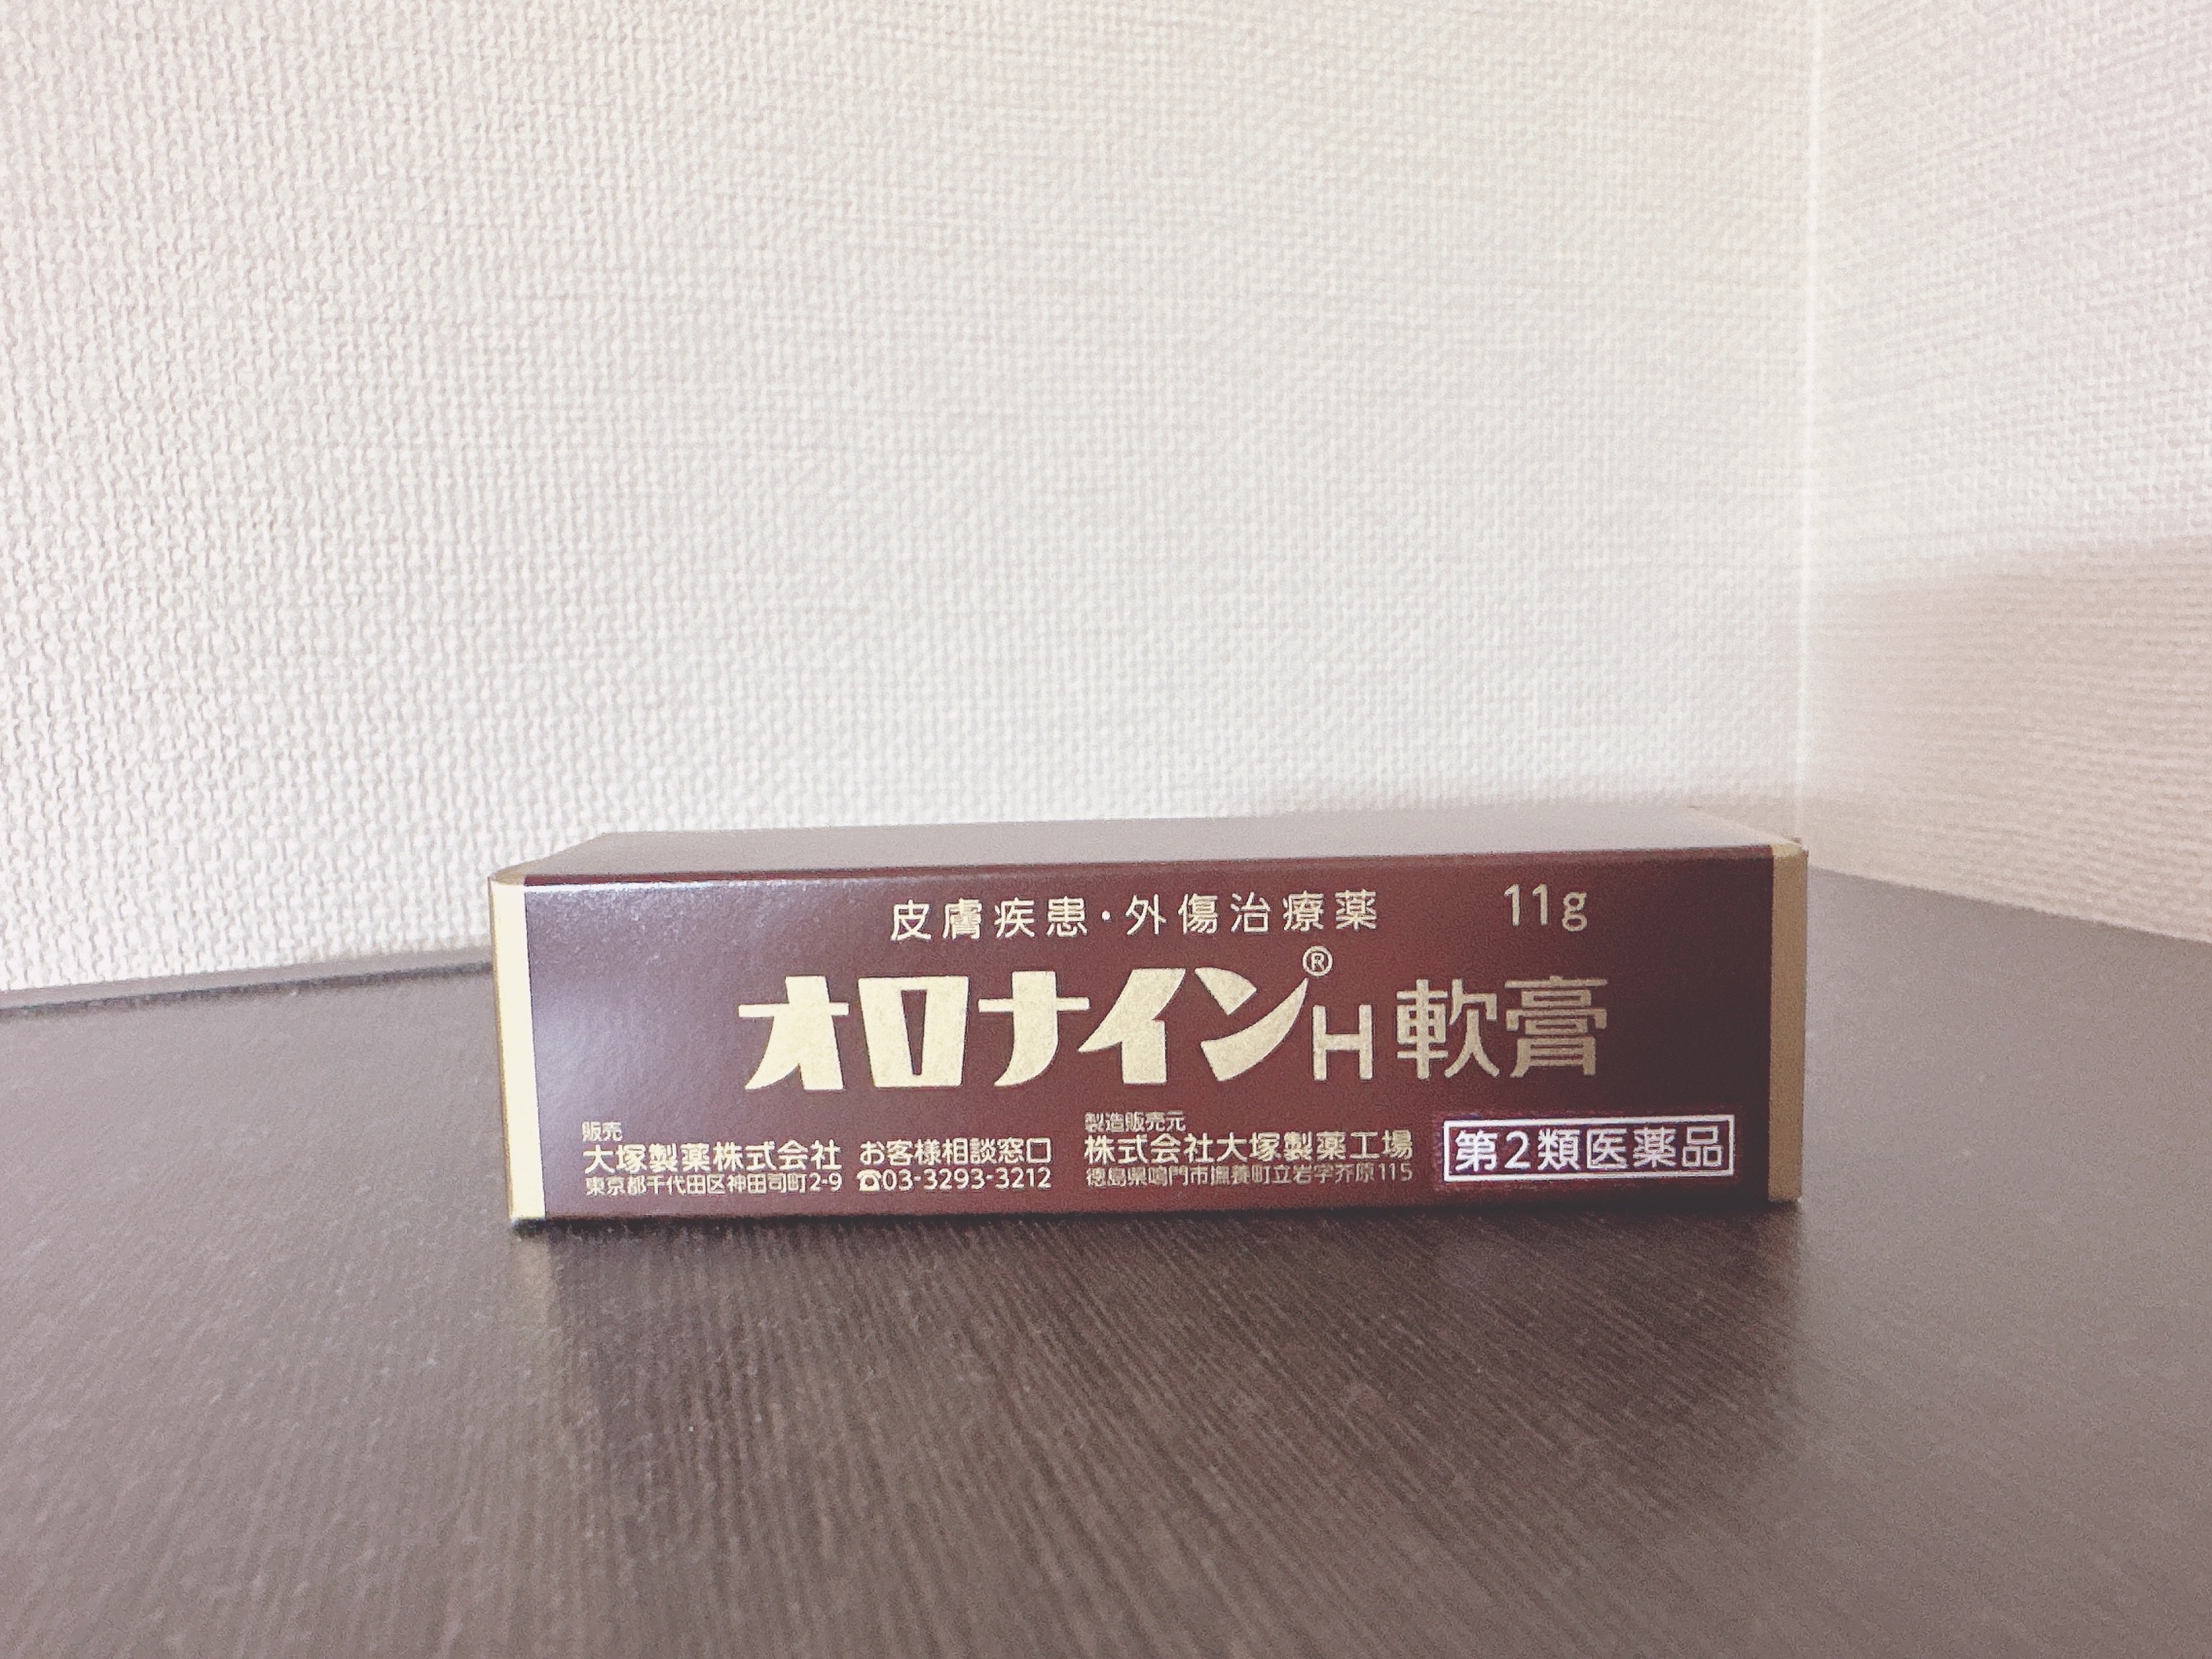 皮膚疾患・外傷治療薬 11g
オロナイン®H軟膏
販売
大塚製薬株式会社 お客様相談窓口
東京都千代田区神田司町2-9 ☎03-3293-3212
製造販売元
株式会社大塚製薬工場
徳島県鳴門市撫養町立岩字芥原115
第2類医薬品